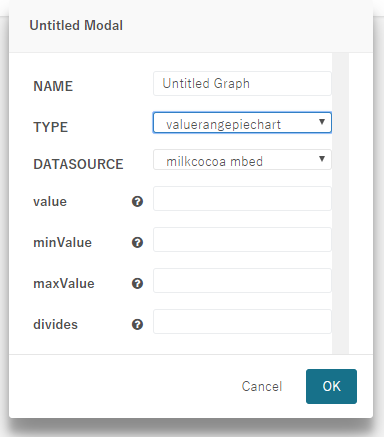 Untitled Modal
NAME Untitled Graph
TYPE valuerangepiechart
DATASOURCE milkcocoa mbed
value ?
minValue ?
maxValue ?
divides ?
Cancel OK